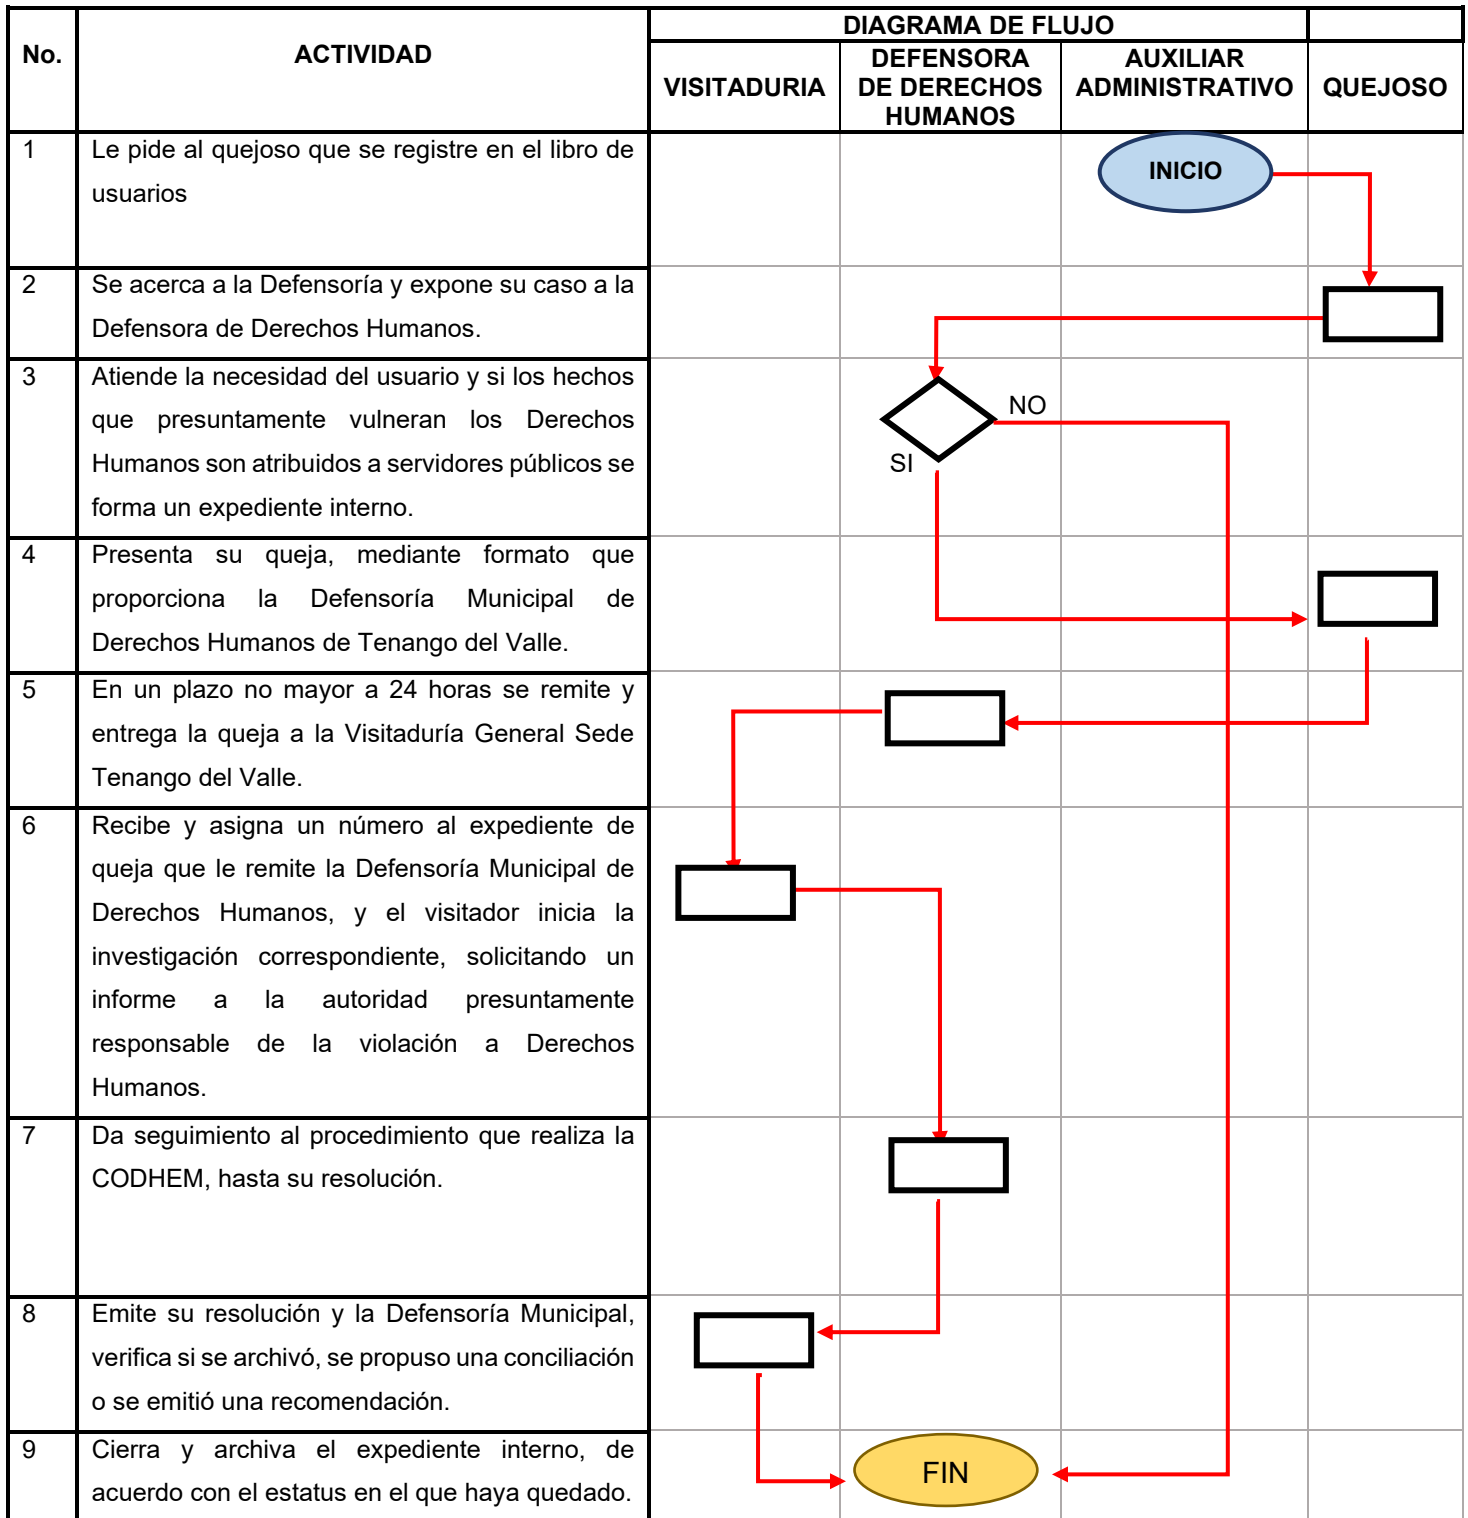 DIAGRAMA DE FLUJO
No.
ACTIVIDAD
VISITADURIA
DEFENSORA
DE DERECHOS
HUMANOS
AUXILIAR
ADMINISTRATIVO
QUEJOSO
1
Le pide al quejoso que se registre en el libro de
usuarios
INICIO
2
Se acerca a la Defensoría y expone su caso a la
Defensora de Derechos Humanos.
3
Atiende la necesidad del usuario y si los hechos
que presuntamente vulneran los Derechos
Humanos son atribuidos a servidores públicos se
forma un expediente interno.
NO
SI
4
Presenta su queja, mediante formato que
proporciona la Defensoría Municipal de
Derechos Humanos de Tenango del Valle.
5
En un plazo no mayor a 24 horas se remite y
entrega la queja a la Visitaduría General Sede
Tenango del Valle.
6
Recibe y asigna un número al expediente de
queja que le remite la Defensoría Municipal de
Derechos Humanos, y el visitador inicia la
investigación correspondiente, solicitando un
informe a la autoridad presuntamente
responsable de la violación a Derechos
Humanos.
7
Da seguimiento al procedimiento que realiza la
CODHEM, hasta su resolución.
8
Emite su resolución y la Defensoría Municipal,
verifica si se archivó, se propuso una conciliación
o se emitió una recomendación.
9
Cierra y archiva el expediente interno, de
acuerdo con el estatus en el que haya quedado.
FIN